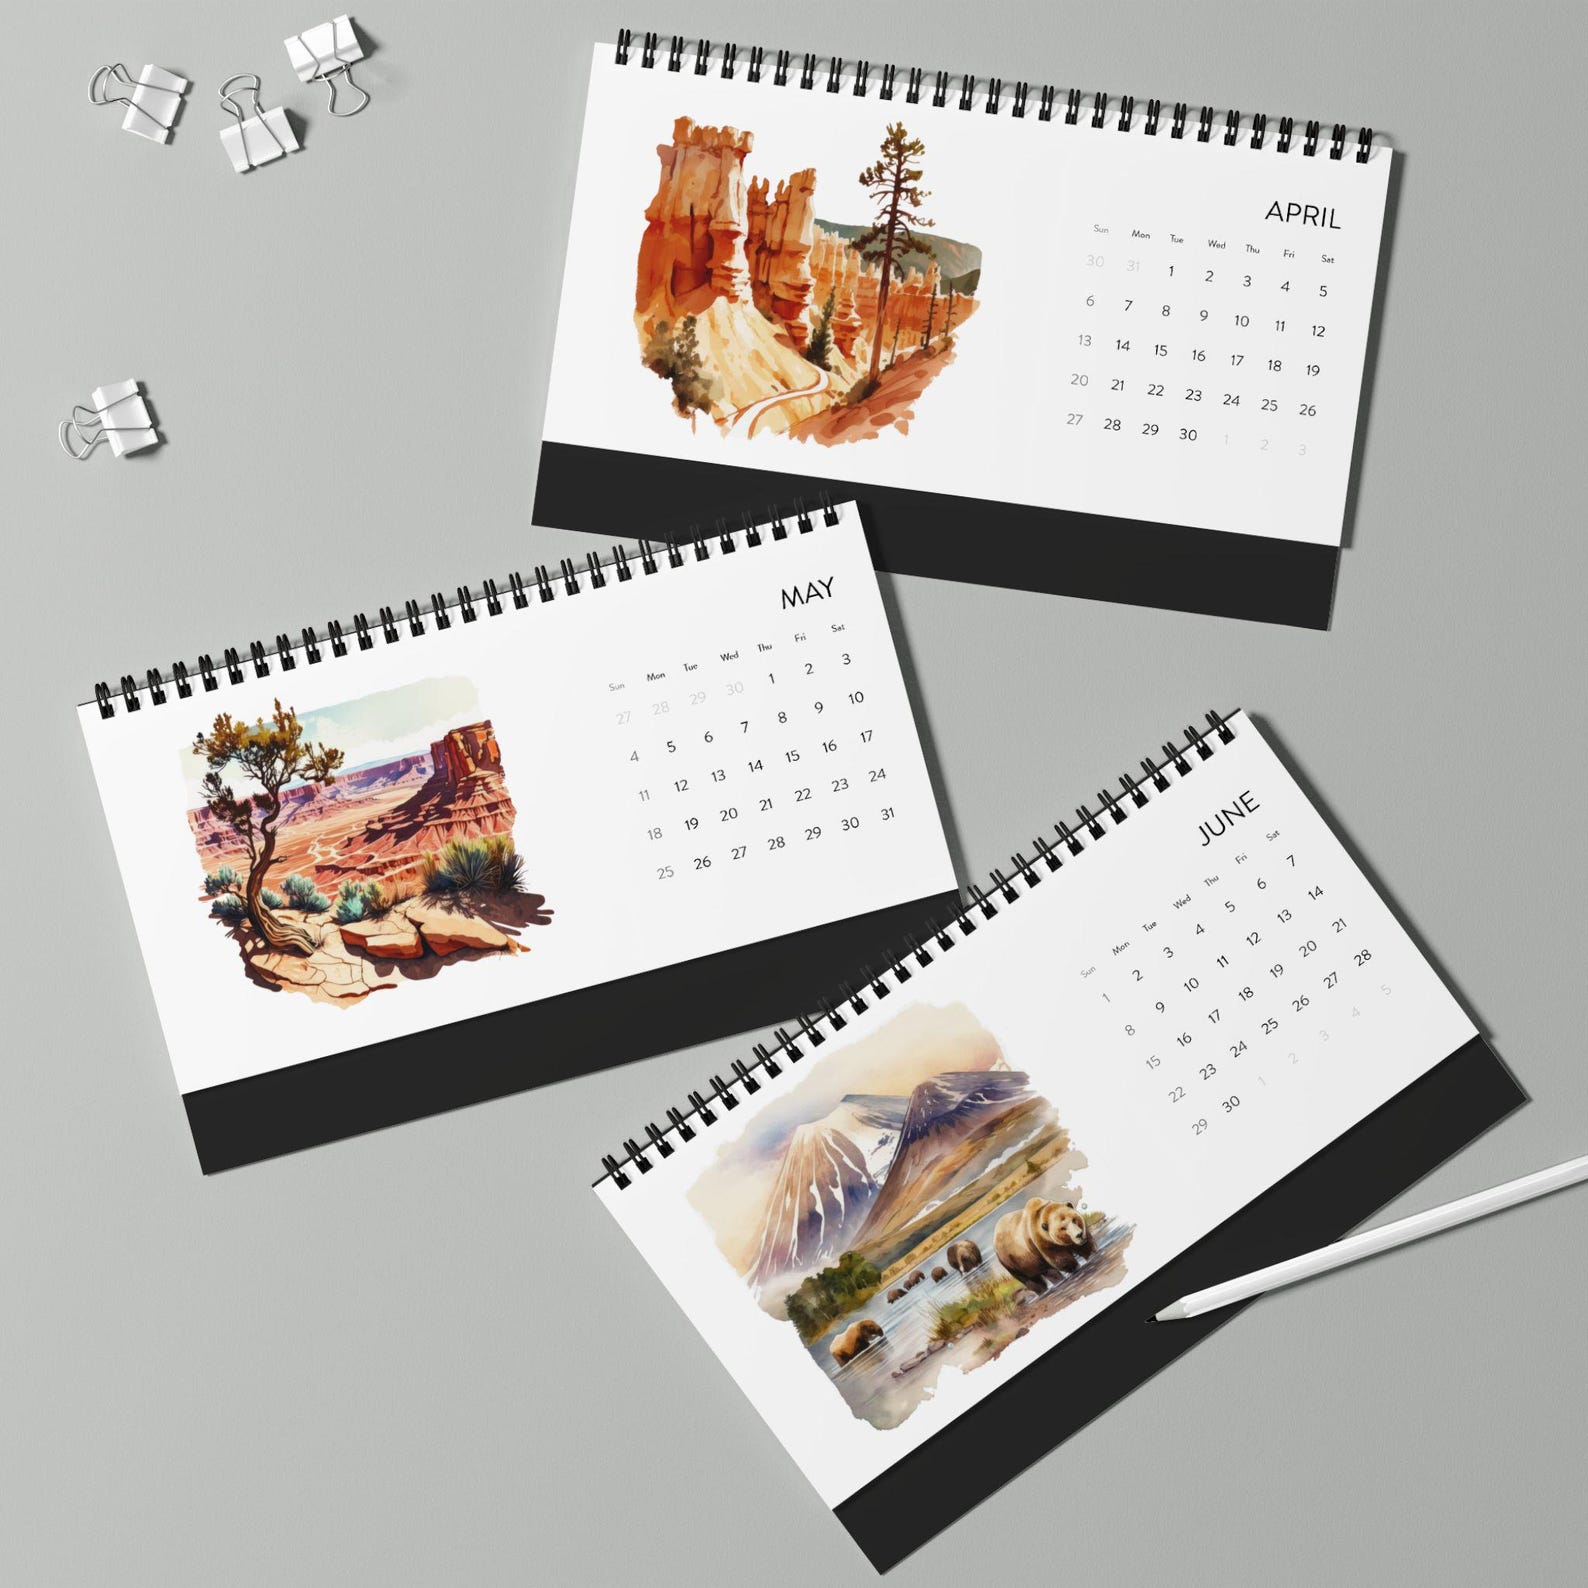 APRIL
Sun Mon Tue Wed Thu Fri Sat
30 31 1 2 3 4 5
6 7 8 9 10 11 12
13 14 15 16 17 18 19
20 21 22 23 24 25 26
27 28 29 30 1 2 3
MAY
Sun Mon Tue Wed Thu Fri Sat
27 28 29 30 1 2 3
4 5 6 7 8 9 10
11 12 13 14 15 16 17
18 19 20 21 22 23 24
25 26 27 28 29 30 31
JUNE
Sun Mon Tue Wed Thu Fri Sat
1 2 3 4 5 6 7
8 9 10 11 12 13 14
15 16 17 18 19 20 21
22 23 24 25 26 27 28
29 30 1 2 3 4 5